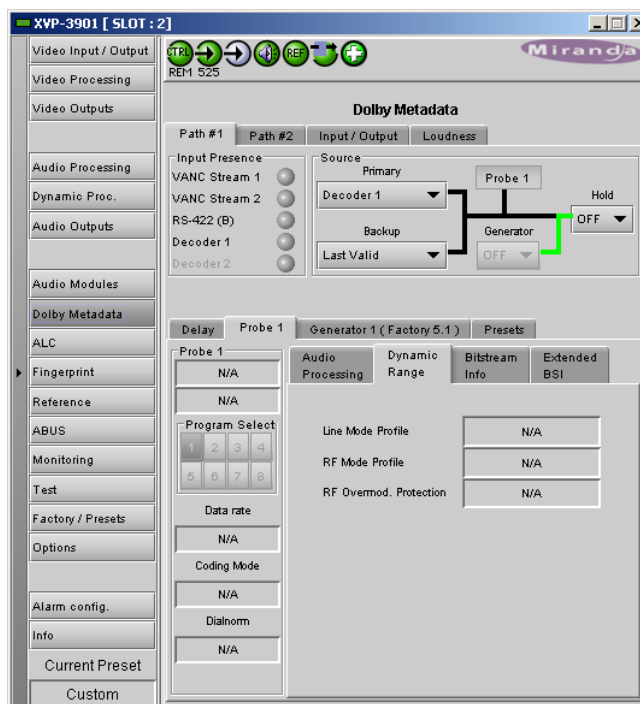 XVP-3901 [ SLOT : 2]
Video Input / Output
Video Processing
Video Outputs
Audio Processing
Dynamic Proc.
Audio Outputs
Audio Modules
Dolby Metadata
ALC
Fingerprint
Reference
ABUS
Monitoring
Test
Factory / Presets
Options
Alarm config.
Info
Current Preset
Custom
CTRL REF
REM 525
Miranda
Dolby Metadata
Path #1 Path #2 Input / Output Loudness
Input Presence
VANC Stream 1
VANC Stream 2
RS-422 (B)
Decoder 1
Decoder 2
Source
Primary
Decoder 1
Backup
Last Valid
Probe 1
Generator
OFF
Hold
OFF
Delay Probe 1 Generator 1 ( Factory 5.1 ) Presets
Probe 1
N/A
N/A
Program Select
1 2 3 4
5 6 7 8
Data rate
N/A
Coding Mode
N/A
Dialnorm
N/A
Audio Processing
Dynamic Range
Bitstream Info
Extended BSI
Line Mode Profile N/A
RF Mode Profile N/A
RF Overmod. Protection N/A